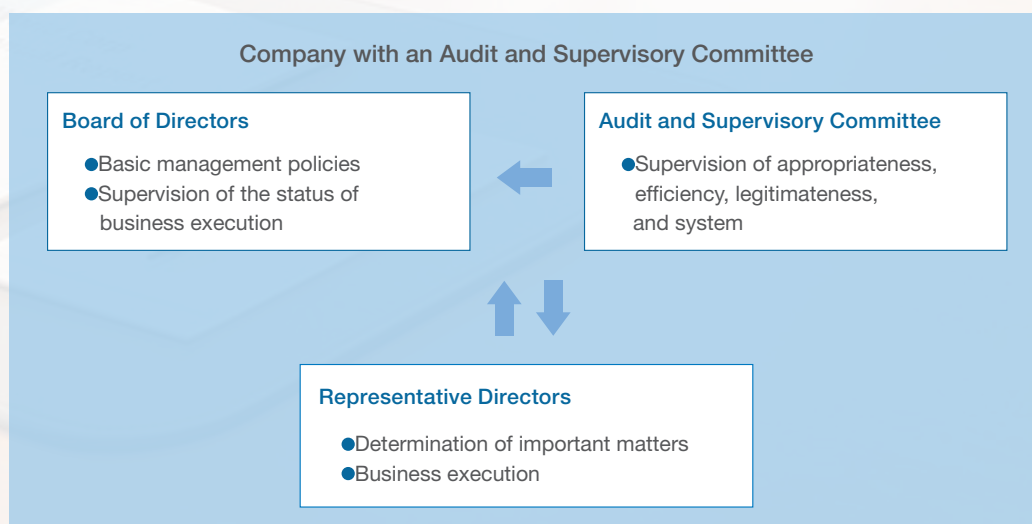 Company with an Audit and Supervisory Committee
Board of Directors
●Basic management policies
●Supervision of the status of
business execution
Audit and Supervisory Committee
●Supervision of appropriateness,
efficiency, legitimateness,
and system
Representative Directors
●Determination of important matters
●Business execution